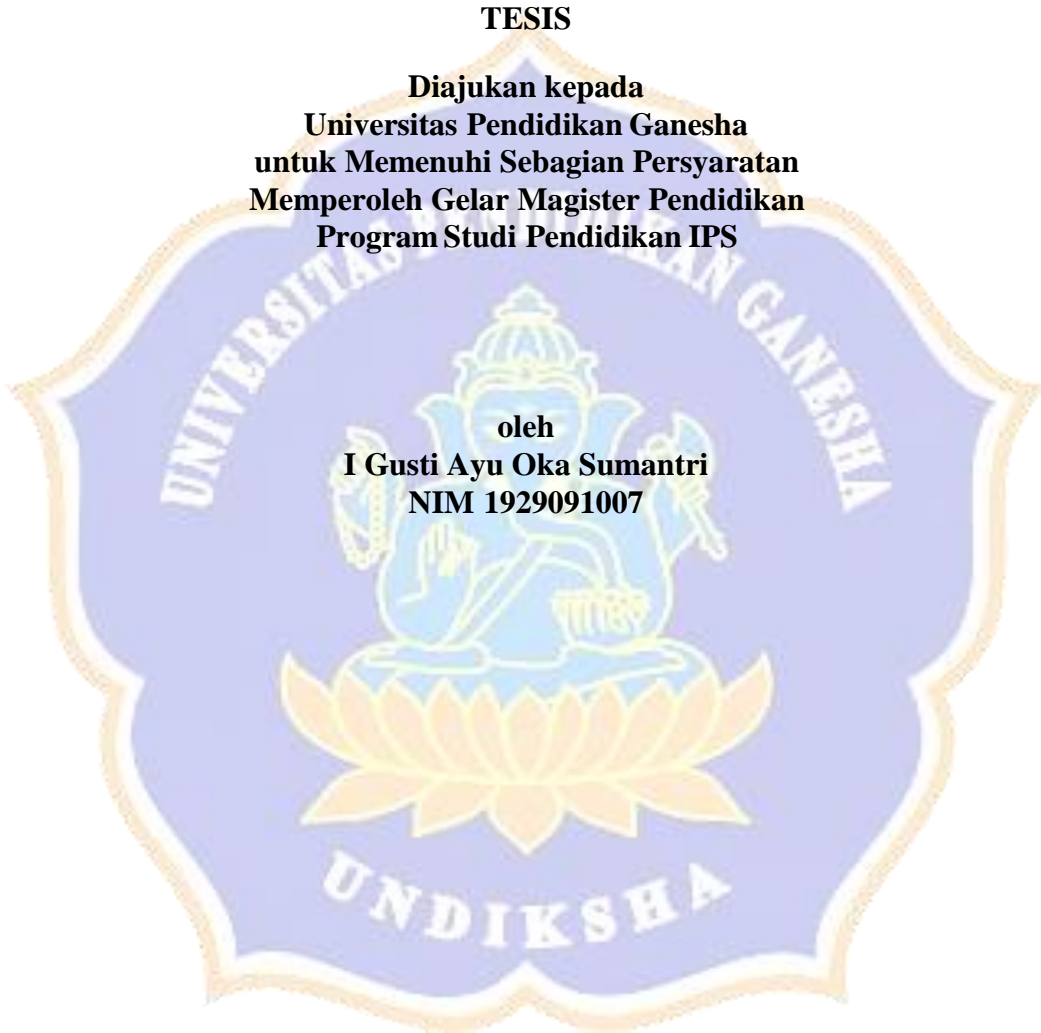 TESIS
Diajukan kepada
Universitas Pendidikan Ganesha
untuk Memenuhi Sebagian Persyaratan
Memperoleh Gelar Magister Pendidikan
Program Studi Pendidikan IPS
UNIVERSITAS PENDIDIKAN GANESHA
oleh
I Gusti Ayu Oka Sumantri
NIM 1929091007
UNDIKSHA